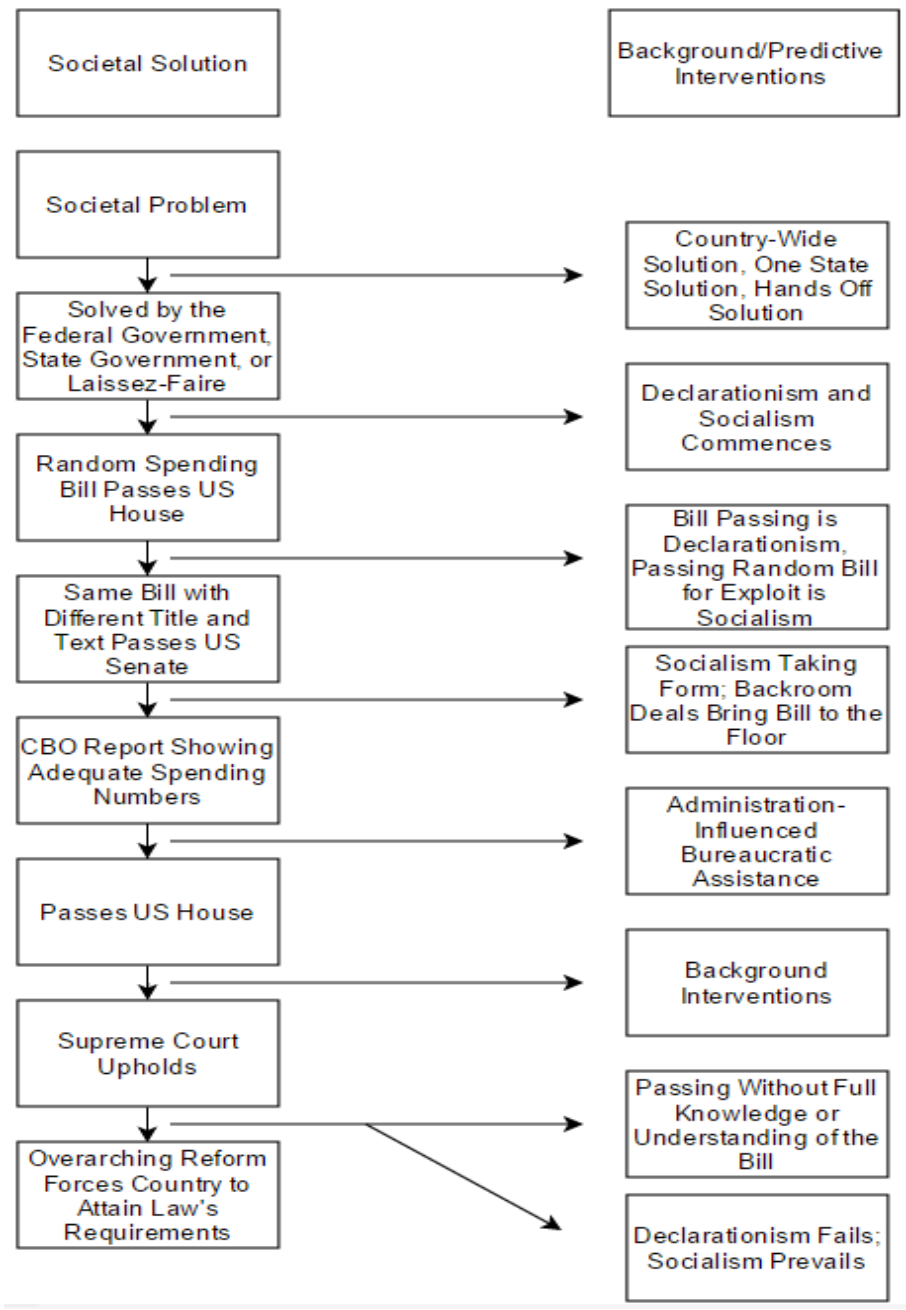 Societal Solution
Background/Predictive
Interventions
Societal Problem
Country-Wide
Solution, One State
Solution, Hands Off
Solution
Solved by the
Federal Government,
State Government, or
Laissez-Faire
Declarationism and
Socialism
Commences
Random Spending
Bill Passes US
House
Bill Passing is
Declarationism,
Passing Random Bill
for Exploit is
Socialism
Same Bill with
Different Title and
Text Passes US
Senate
Socialism Taking
Form; Backroom
Deals Bring Bill to the
Floor
CBO Report Showing
Adequate Spending
Numbers
Administration-
Influenced
Bureaucratic
Assistance
Passes US House
Background
Interventions
Supreme Court
Upholds
Passing Without Full
Knowledge or
Understanding of the
Bill
Overarching Reform
Forces Country to
Attain Law's
Requirements
Declarationism Fails;
Socialism Prevails